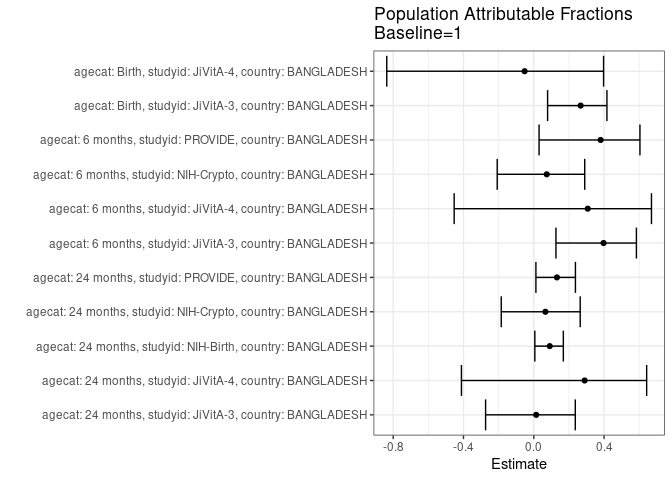 Population Attributable Fractions
Baseline=1
agecat: Birth, studyid: JiVitA-4, country: BANGLADESH
agecat: Birth, studyid: JiVitA-3, country: BANGLADESH
agecat: 6 months, studyid: PROVIDE, country: BANGLADESH
agecat: 6 months, studyid: NIH-Crypto, country: BANGLADESH
agecat: 6 months, studyid: JiVitA-4, country: BANGLADESH
agecat: 6 months, studyid: JiVitA-3, country: BANGLADESH
agecat: 24 months, studyid: PROVIDE, country: BANGLADESH
agecat: 24 months, studyid: NIH-Crypto, country: BANGLADESH
agecat: 24 months, studyid: NIH-Birth, country: BANGLADESH
agecat: 24 months, studyid: JiVitA-4, country: BANGLADESH
agecat: 24 months, studyid: JiVitA-3, country: BANGLADESH
-0.8 -0.4 0.0 0.4
Estimate